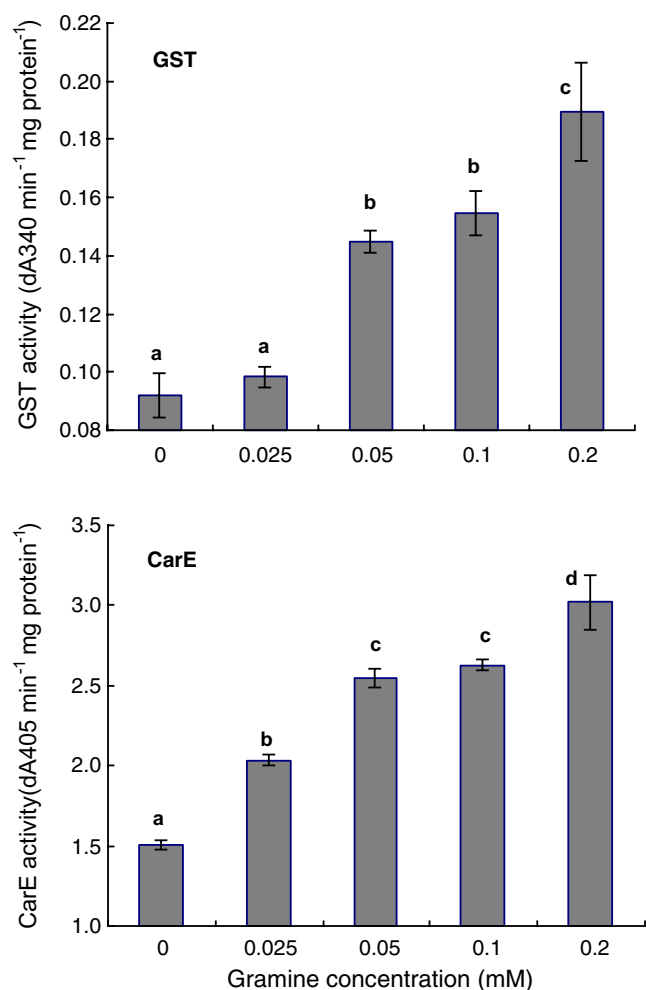 0.22
GST
0.20
c
0.18
b
b
0.16
0.14
0.12
a
a
0.10
0.08
GST activity (dA340 min⁻¹ mg protein⁻¹)
0 0.025 0.05 0.1 0.2
3.5
CarE
d
3.0
c
c
2.5
b
2.0
a
1.5
1.0
CarE activity(dA405 min⁻¹ mg protein⁻¹)
0 0.025 0.05 0.1 0.2
Gramine concentration (mM)